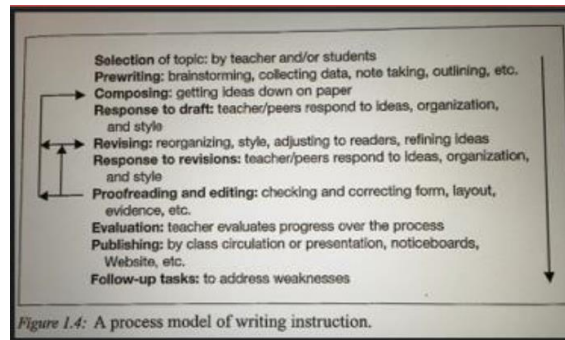 Selection of topic: by teacher and/or students
Prewriting: brainstorming, collecting data, note taking, outlining, etc.
Composing: getting ideas down on paper
Response to draft: teacher/peers respond to ideas, organization,
and style
Revising: reorganizing, style, adjusting to readers, refining ideas
Response to revisions: teacher/peers respond to ideas, organization,
and style
Proofreading and editing: checking and correcting form, layout,
evidence, etc.
Evaluation: teacher evaluates progress over the process
Publishing: by class circulation or presentation, noticeboards,
Website, etc.
Follow-up tasks: to address weaknesses
Figure 1.4: A process model of writing instruction.